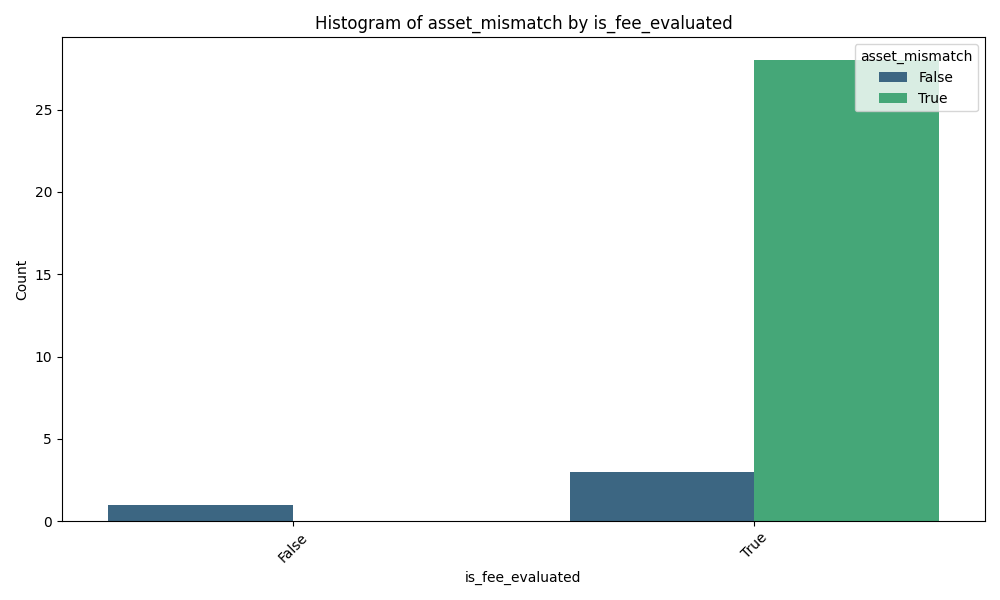 Histogram of asset_mismatch by is_fee_evaluated
asset_mismatch
False
True
Count
25
20
15
10
5
0
False
True
is_fee_evaluated